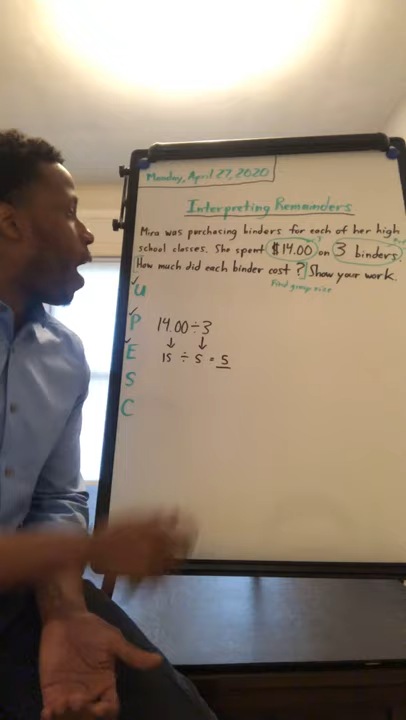 Monday, April 27, 2020
Interpreting Remainders
Mira was purchasing binders for each of her high
school classes. She spent $14.00 on 3 binders.
How much did each binder cost? Show your work.
Find group size
U
P
E
S
C
14.00 ÷ 3
↓ ↓
15 ÷ 5 = 5